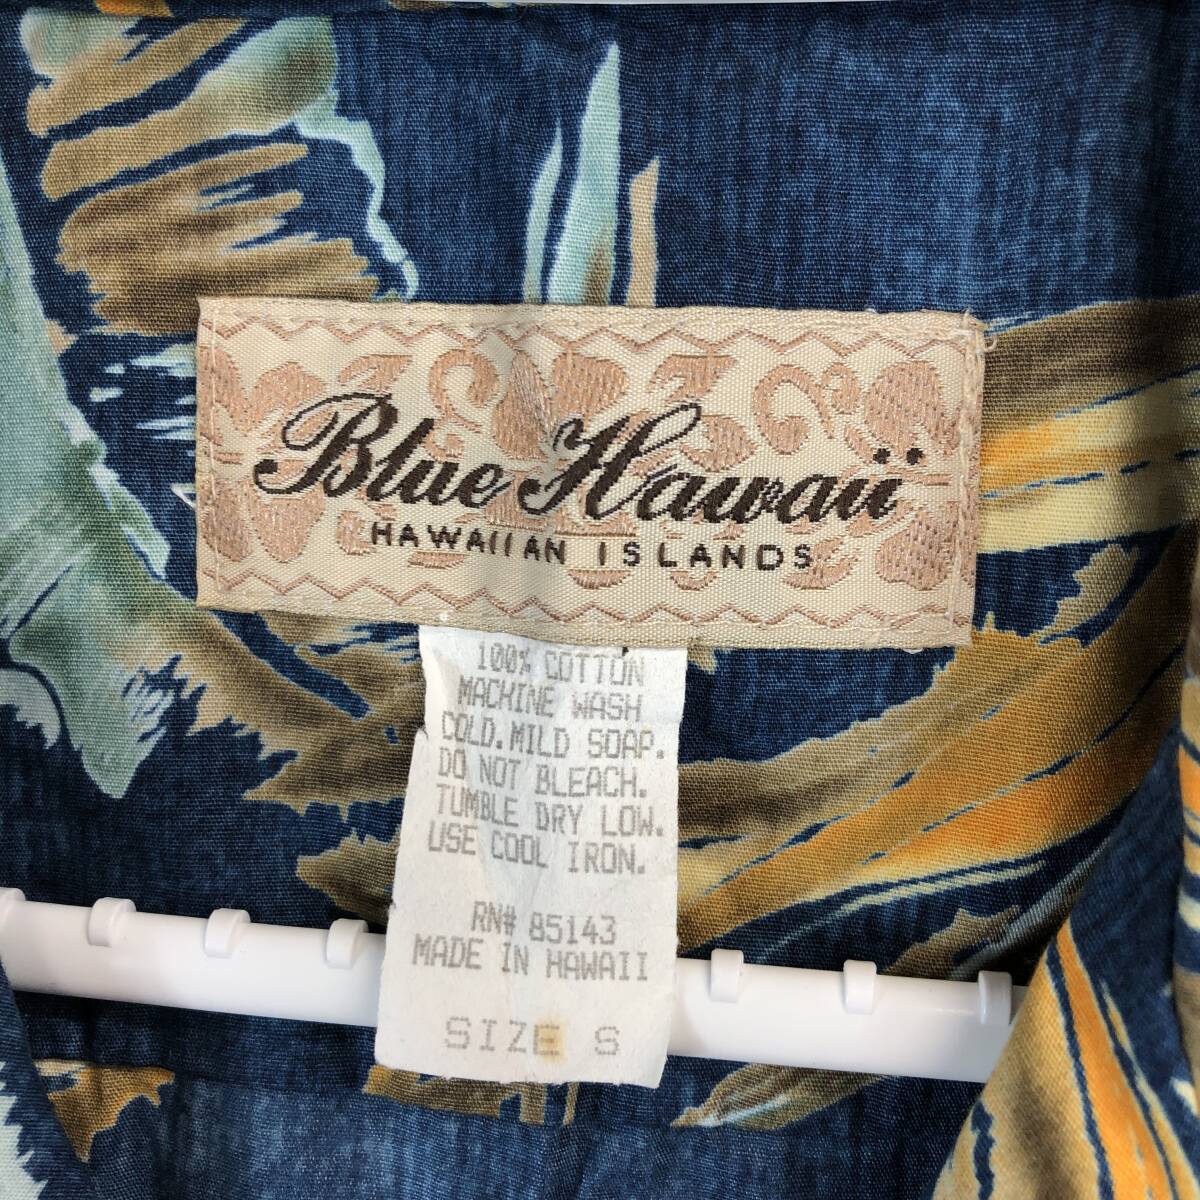 Blue Hawaii
HAWAIIAN ISLANDS
100% COTTON
MACHINE WASH
COLD. MILD SOAP.
DO NOT BLEACH.
TUMBLE DRY LOW.
USE COOL IRON.
RN# 85143
MADE IN HAWAII
SIZE S